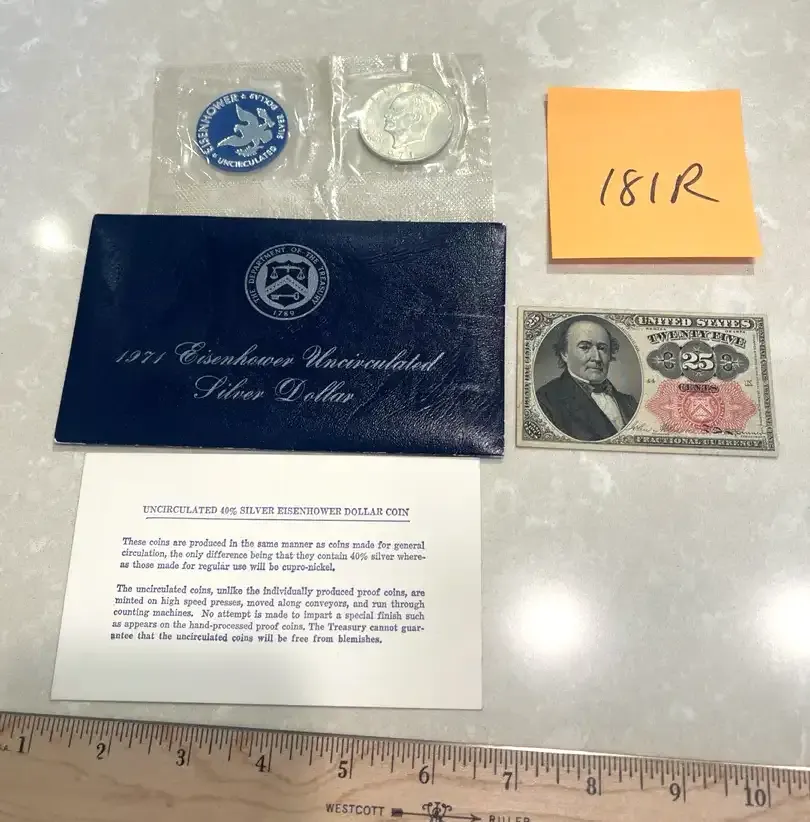 EISENHOWER
SILVER DOLLAR
UNCIRCULATED
181R
THE DEPARTMENT OF THE TREASURY
1789
1971 Eisenhower Uncirculated
Silver Dollar
25
UNITED STATES
TWENTY FIVE
25
CENTS
FRACTIONAL CURRENCY
UNCIRCULATED 40% SILVER EISENHOWER DOLLAR COIN
These coins are produced in the same manner as coins made for general
circulation, the only difference being that they contain 40% silver where-
as those made for regular use will be cupro-nickel.
The uncirculated coins, unlike the individually produced proof coins, are
minted on high speed presses, moved along conveyors, and run through
counting machines. No attempt is made to impart a special finish such
as appears on the hand-processed proof coins. The Treasury cannot guar-
antee that the uncirculated coins will be free from blemishes.
1 2 3 4 5 6 7 8 9 10
WESTCOTT RULER